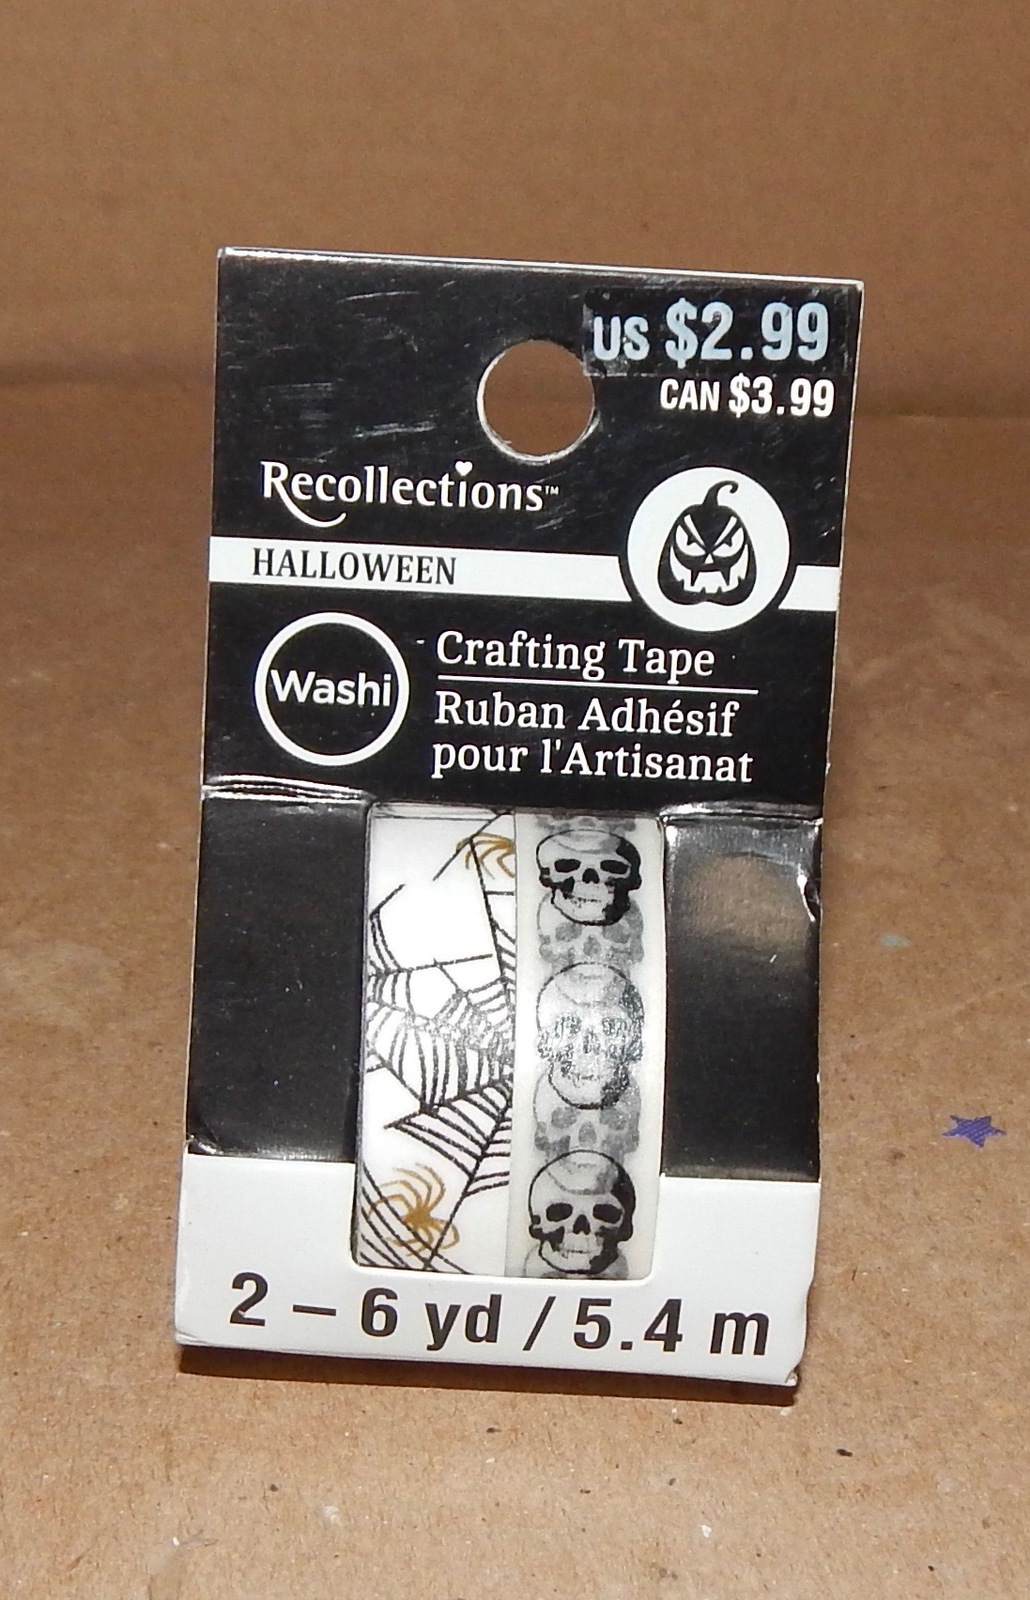 US $2.99
CAN $3.99
Recollections™
HALLOWEEN
Washi
Crafting Tape
Ruban Adhésif
pour l'Artisanat
2 – 6 yd / 5.4 m